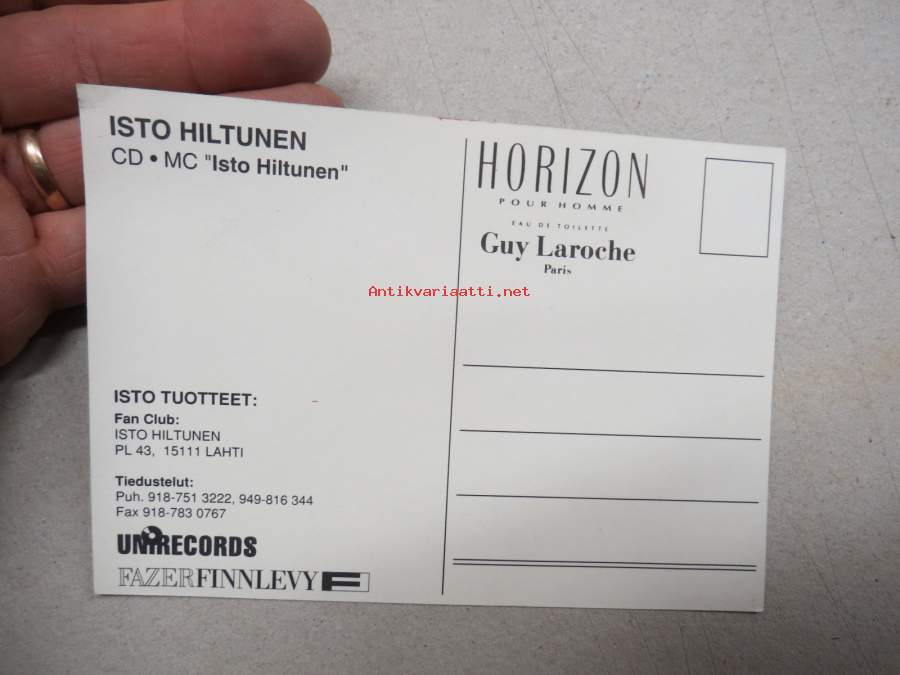 ISTO HILTUNEN
CD • MC "Isto Hiltunen"
ISTO TUOTTEET:
Fan Club:
ISTO HILTUNEN
PL 43, 15111 LAHTI
Tiedustelut:
Puh. 918-751 3222, 949-816 344
Fax 918-783 0767
UNIRECORDS
FAZERFINNLEVY
HORIZON
POUR HOMME
EAU DE TOILETTE
Guy Laroche
Paris
Antikvariaatti.net